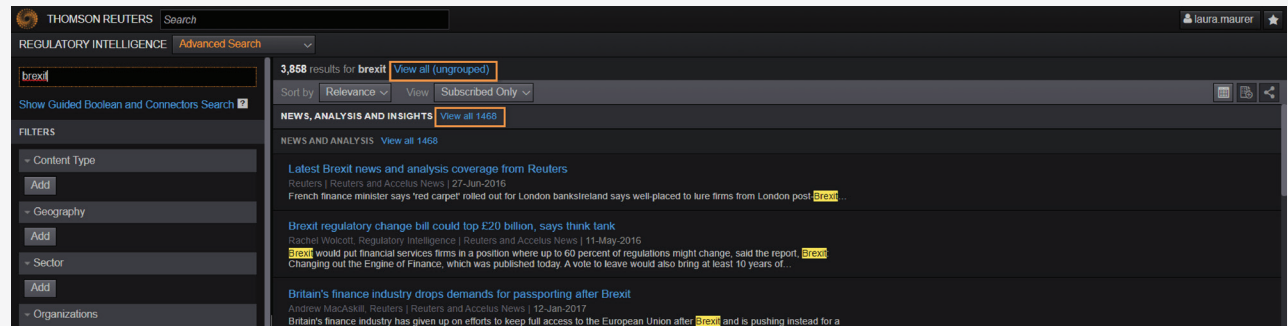 THOMSON REUTERS Search laura.maurer
REGULATORY INTELLIGENCE Advanced Search
brexit
Show Guided Boolean and Connectors Search ?
FILTERS
Content Type
Add
Geography
Add
Sector
Add
Organizations
3,858 results for brexit View all (ungrouped)
Sort by Relevance View Subscribed Only
NEWS, ANALYSIS AND INSIGHTS View all 1468
NEWS AND ANALYSIS View all 1468
Latest Brexit news and analysis coverage from Reuters
Reuters | Reuters and Accelus News | 27-Jun-2016
French finance minister says 'red carpet' rolled out for London banksIreland says well-placed to lure firms from London post-Brexit...
Brexit regulatory change bill could top £20 billion, says think tank
Rachel Wolcott, Regulatory Intelligence | Reuters and Accelus News | 11-May-2016
Brexit would put financial services firms in a position where up to 60 percent of regulations might change, said the report, Brexit:
Changing out the Engine of Finance, which was published today. A vote to leave would also bring at least 10 years of...
Britain's finance industry drops demands for passporting after Brexit
Andrew MacAskill, Reuters | Reuters and Accelus News | 12-Jan-2017
Britain's finance industry has given up on efforts to keep full access to the European Union after Brexit and is pushing instead for a